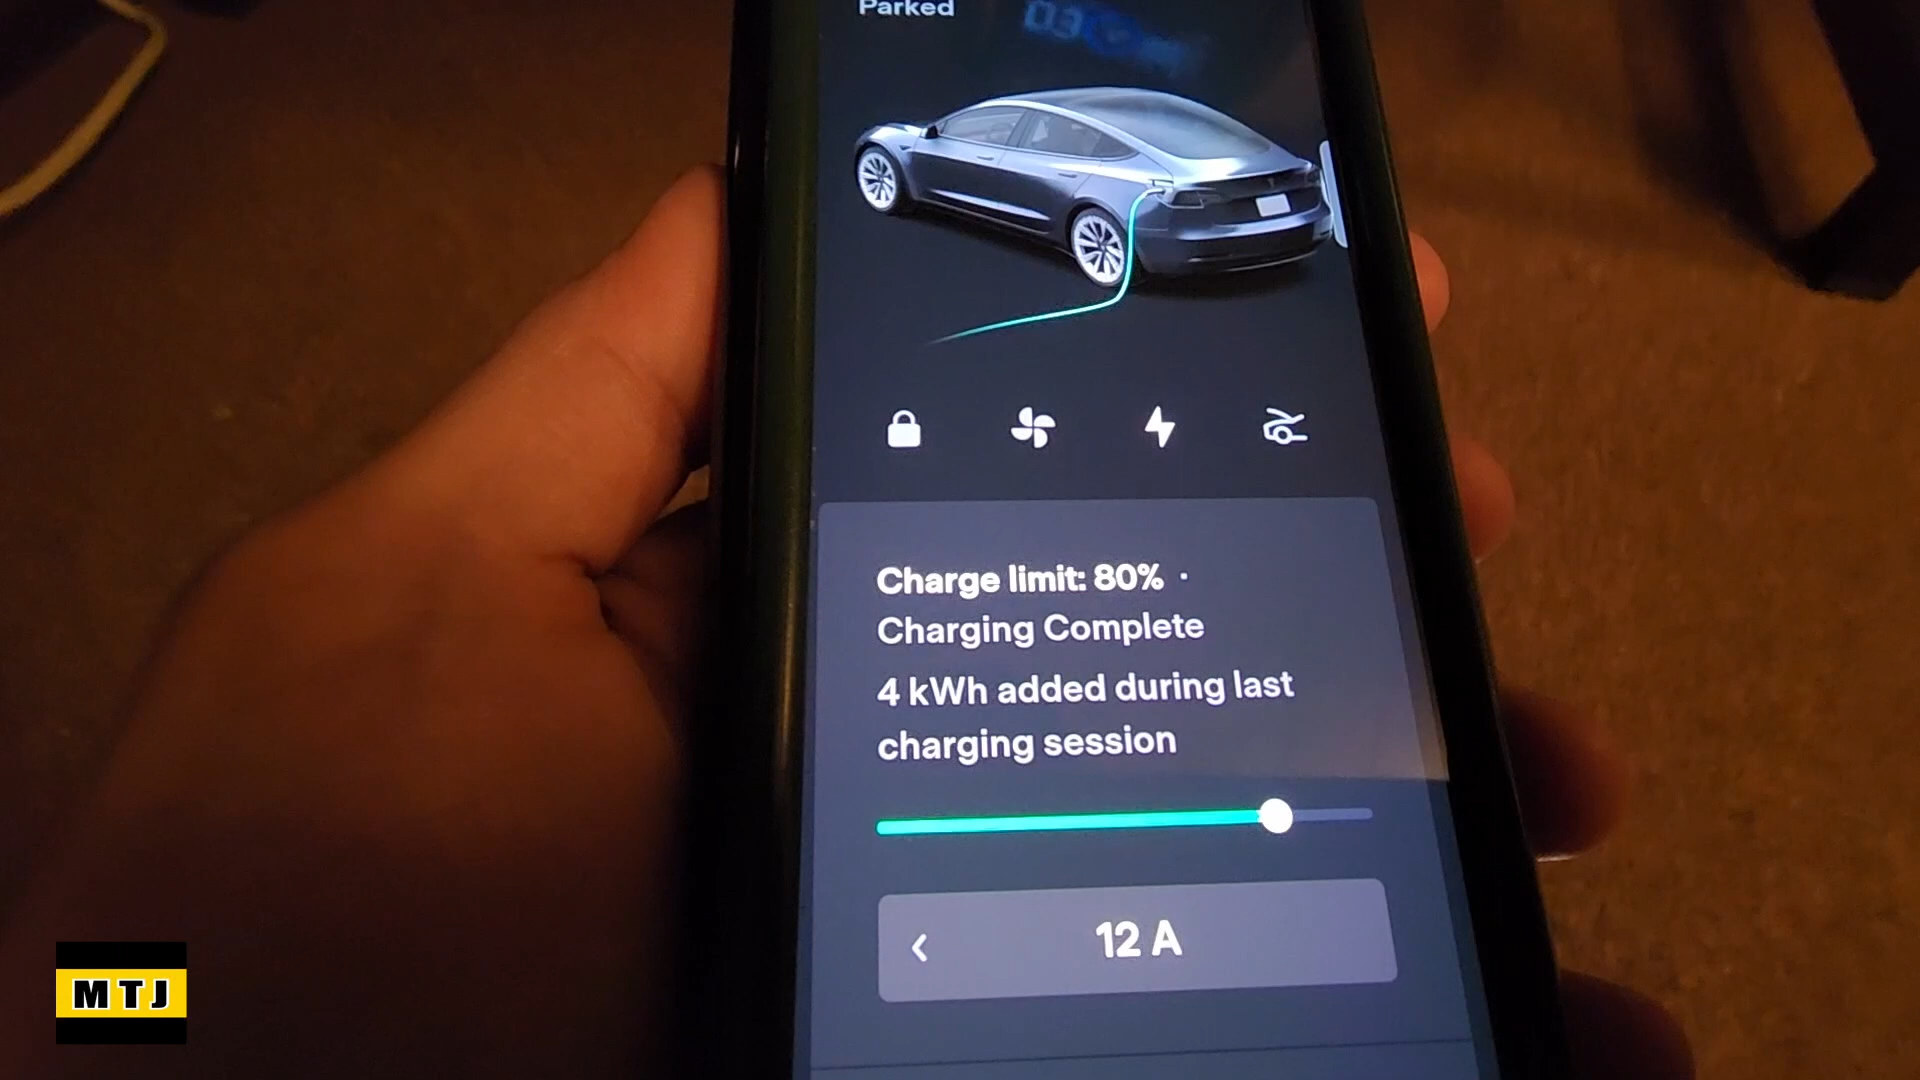 Parked
Charge limit: 80% ·
Charging Complete
4 kWh added during last
charging session
12 A
MTJ